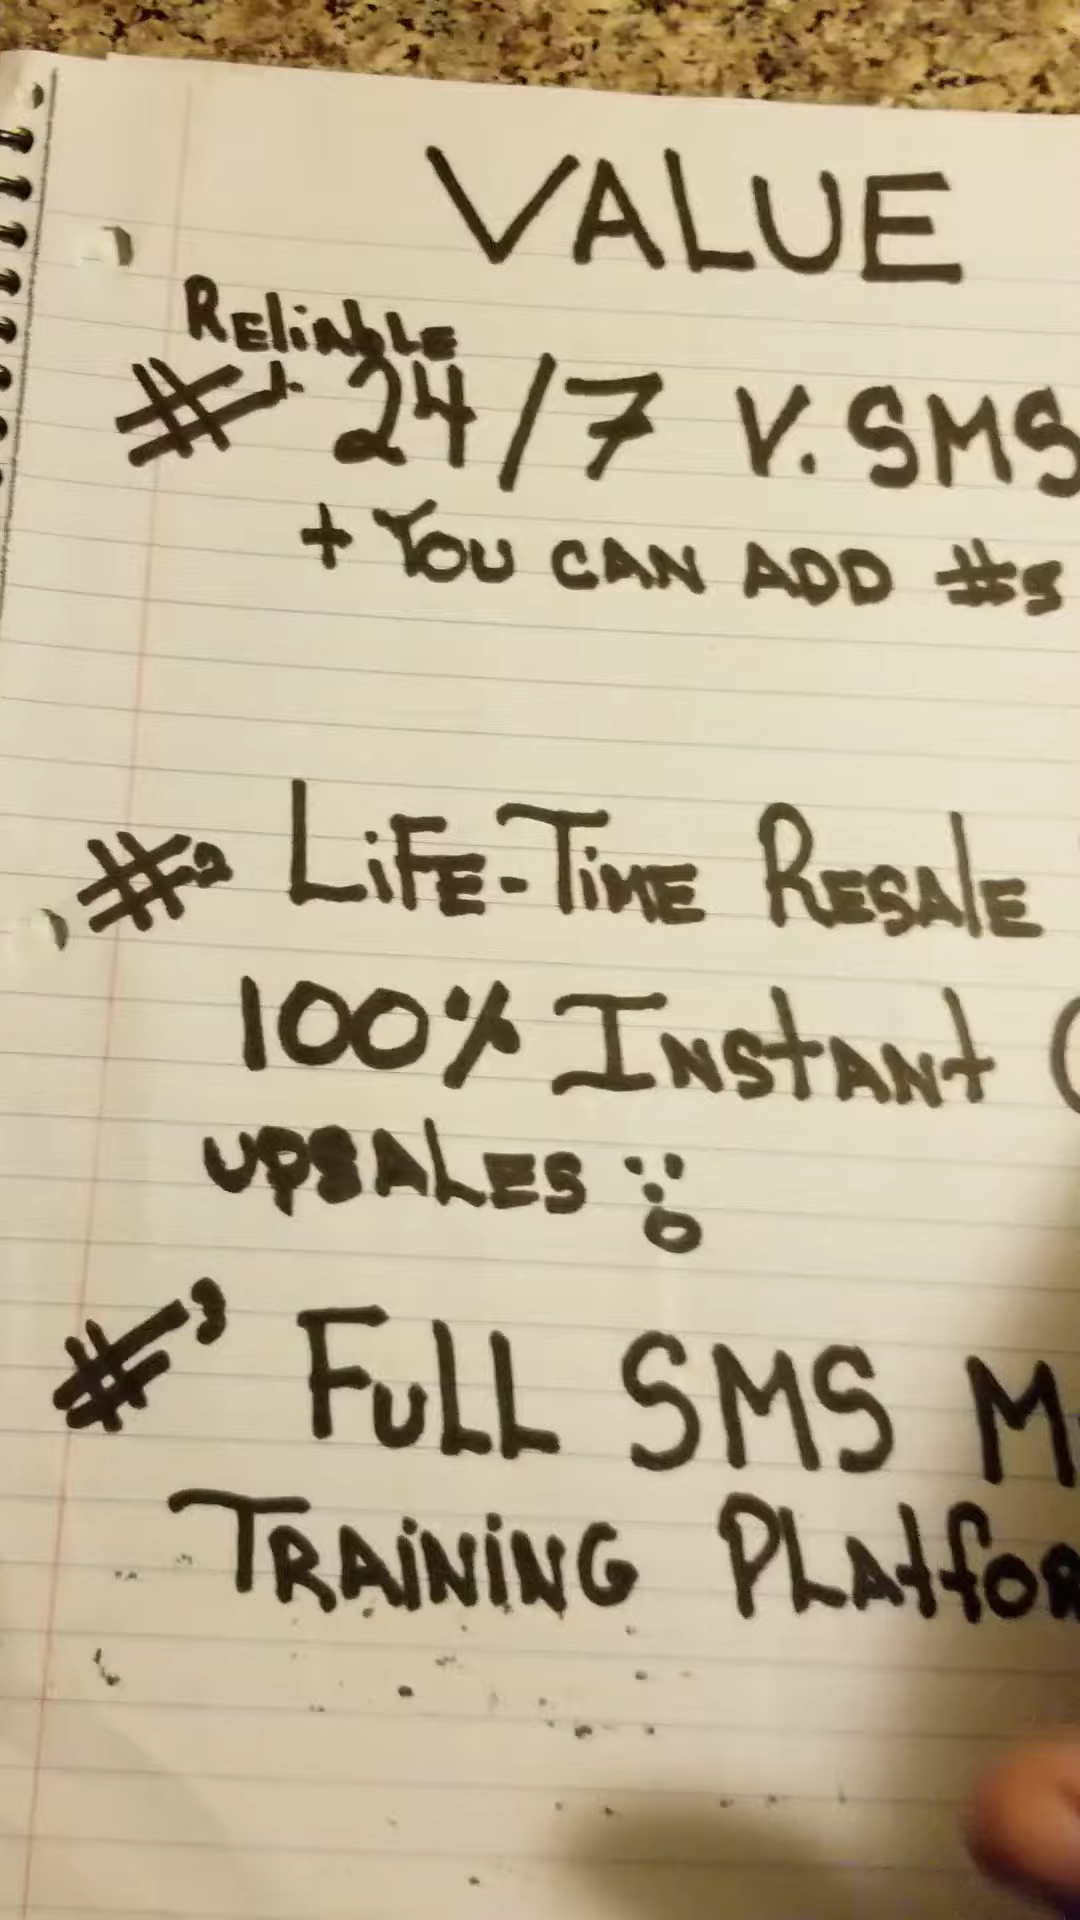 VALUE
Reliable
#1. 24/7 V. SMS
+ You CAN ADD #s
#2 LiFE-TiME RESAlE
100% INStANt
UPSALES
#3 FuLL SMS M
TRAiNiNG PLAtfoR